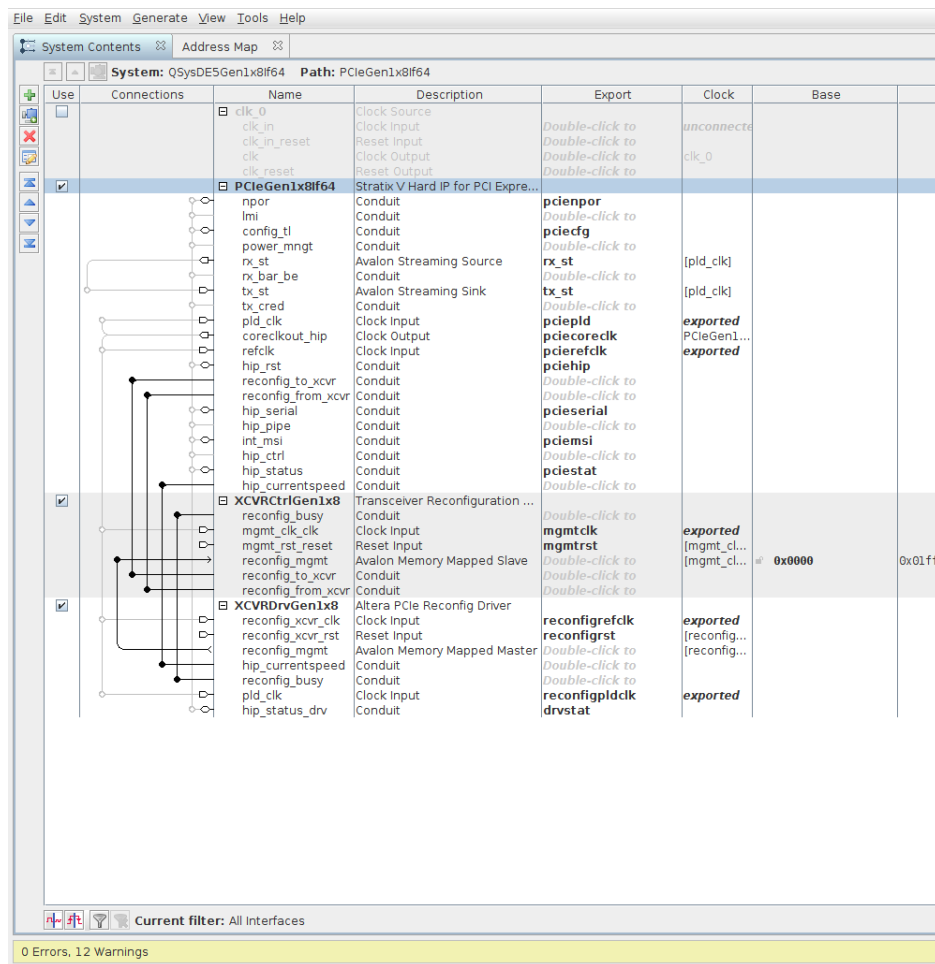 File Edit System Generate View Tools Help
System Contents Address Map
System: QSysDE5Gen1x8If64 Path: PCIeGen1x8If64
Use Connections Name Description Export Clock Base
clk_0 Clock Source
clk_in Clock Input Double-click to unconnecte
clk_in_reset Reset Input Double-click to
clk Clock Output Double-click to clk_0
clk_reset Reset Output Double-click to
PCIeGen1x8If64 Stratix V Hard IP for PCI Expre...
npor Conduit pcienpor
lmi Conduit Double-click to
config_tl Conduit pciecfg
power_mngt Conduit Double-click to
rx_st Avalon Streaming Source rx_st [pld_clk]
rx_bar_be Conduit Double-click to
tx_st Avalon Streaming Sink tx_st [pld_clk]
tx_cred Conduit Double-click to
pld_clk Clock Input pciepld exported
coreclkout_hip Clock Output pciecoreclk PCIeGen1...
refclk Clock Input pcierefclk exported
hip_rst Conduit pciehip
reconfig_to_xcvr Conduit Double-click to
reconfig_from_xcvr Conduit Double-click to
hip_serial Conduit pcieserial
hip_pipe Conduit Double-click to
int_msi Conduit pciemsi
hip_ctrl Conduit Double-click to
hip_status Conduit pciestat
hip_currentspeed Conduit Double-click to
XCVRCtrlGen1x8 Transceiver Reconfiguration ...
reconfig_busy Conduit Double-click to
mgmt_clk_clk Clock Input mgmtclk exported
mgmt_rst_reset Reset Input mgmtrst [mgmt_cl...
reconfig_mgmt Avalon Memory Mapped Slave Double-click to [mgmt_cl... 0x0000 0x01ff
reconfig_to_xcvr Conduit Double-click to
reconfig_from_xcvr Conduit Double-click to
XCVRDrvGen1x8 Altera PCIe Reconfig Driver
reconfig_xcvr_clk Clock Input reconfigrefclk exported
reconfig_xcvr_rst Reset Input reconfigrst [reconfig...
reconfig_mgmt Avalon Memory Mapped Master Double-click to [reconfig...
hip_currentspeed Conduit Double-click to
reconfig_busy Conduit Double-click to
pld_clk Clock Input reconfigpldclk exported
hip_status_drv Conduit drvstat
Current filter: All Interfaces
0 Errors, 12 Warnings